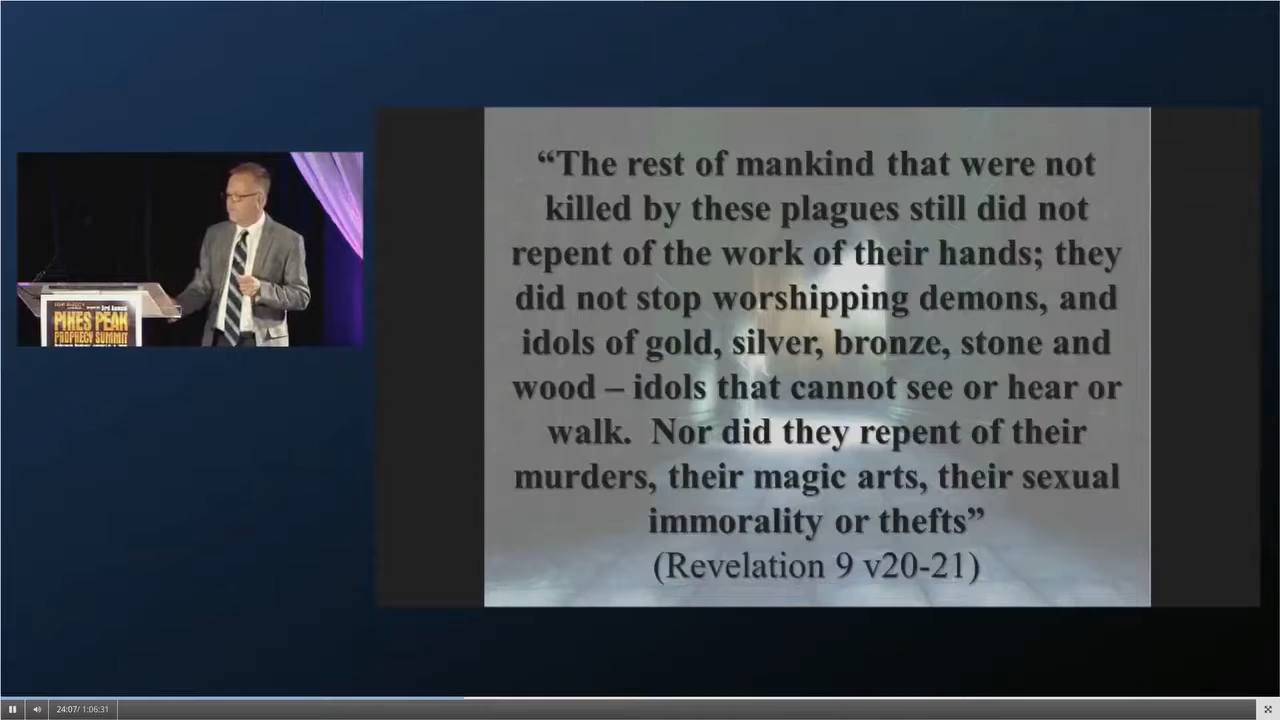 3rd Annual
PIKES PEAK
PROPHECY SUMMIT
“The rest of mankind that were not
killed by these plagues still did not
repent of the work of their hands; they
did not stop worshipping demons, and
idols of gold, silver, bronze, stone and
wood – idols that cannot see or hear or
walk.  Nor did they repent of their
murders, their magic arts, their sexual
immorality or thefts”
(Revelation 9 v20-21)
24:07/ 1:06:31